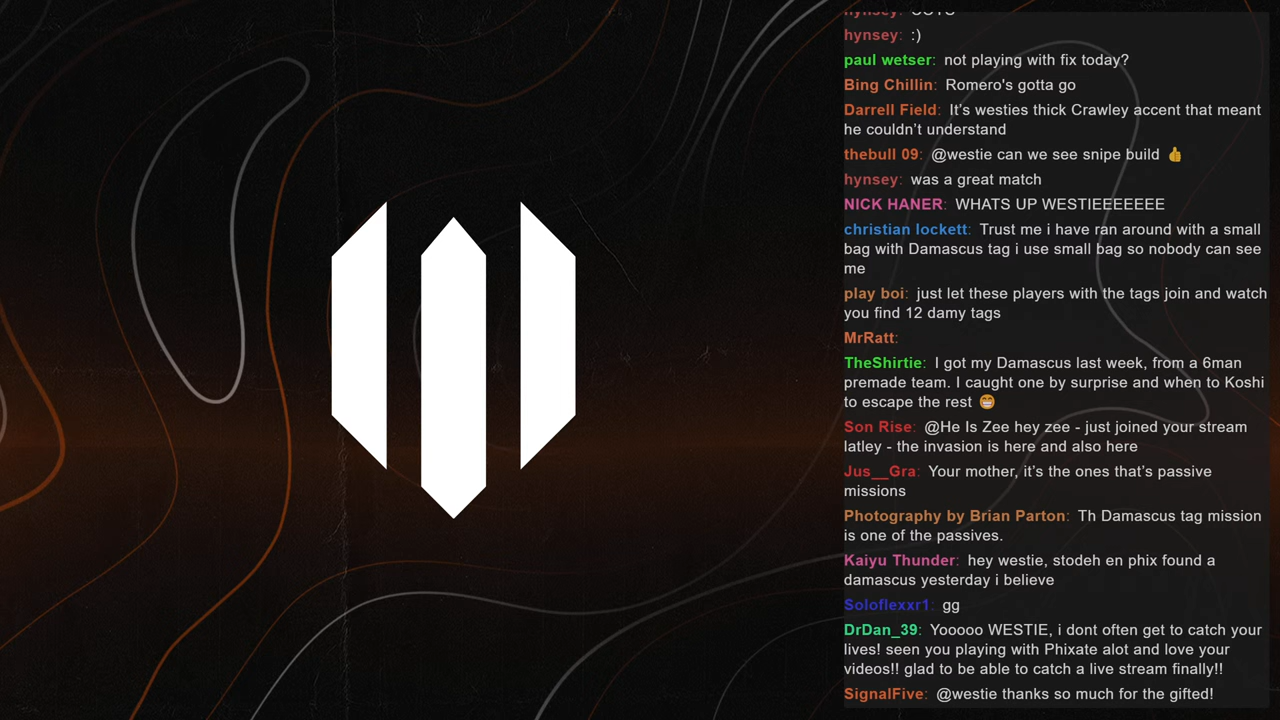 hynsey: :)
paul wetser: not playing with fix today?
Bing Chillin: Romero's gotta go
Darrell Field: It's westies thick Crawley accent that meant
he couldn't understand
thebull 09: @westie can we see snipe build 👍
hynsey: was a great match
NICK HANER: WHATS UP WESTIEEEEEEE
christian lockett: Trust me i have ran around with a small
bag with Damascus tag i use small bag so nobody can see
me
play boi: just let these players with the tags join and watch
you find 12 damy tags
MrRatt:
TheShirtie: I got my Damascus last week, from a 6man
premade team. I caught one by surprise and when to Koshi
to escape the rest 😁
Son Rise: @He Is Zee hey zee - just joined your stream
latley - the invasion is here and also here
Jus__Gra: Your mother, it's the ones that's passive
missions
Photography by Brian Parton: Th Damascus tag mission
is one of the passives.
Kaiyu Thunder: hey westie, stodeh en phix found a
damascus yesterday i believe
Soloflexxr1: gg
DrDan_39: Yooooo WESTIE, i dont often get to catch your
lives! seen you playing with Phixate alot and love your
videos!! glad to be able to catch a live stream finally!!
SignalFive: @westie thanks so much for the gifted!